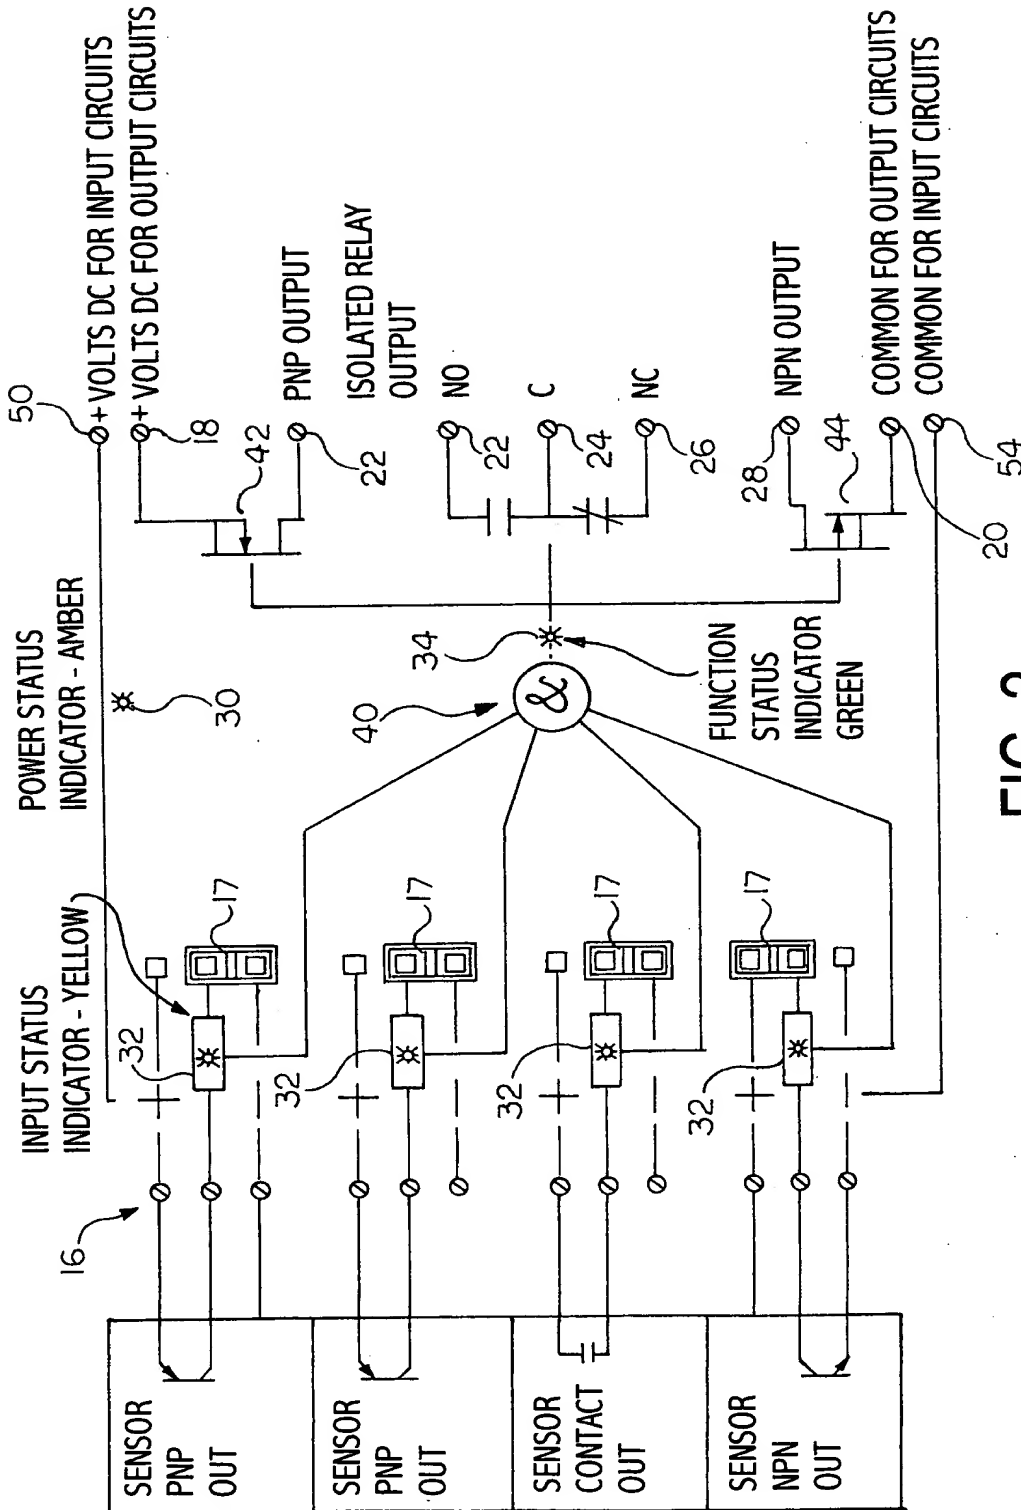 INPUT STATUS
INDICATOR - YELLOW
POWER STATUS
INDICATOR - AMBER
30
50
+ VOLTS DC FOR INPUT CIRCUITS
+ VOLTS DC FOR OUTPUT CIRCUITS
18
42
PNP OUTPUT
22
ISOLATED RELAY
OUTPUT
NO
22
C
24
NC
26
NPN OUTPUT
28
44
COMMON FOR OUTPUT CIRCUITS
COMMON FOR INPUT CIRCUITS
20
54
16
32
17
32
17
32
17
32
17
40
&
34
FUNCTION
STATUS
INDICATOR
GREEN
SENSOR
PNP
OUT
SENSOR
PNP
OUT
SENSOR
CONTACT
OUT
SENSOR
NPN
OUT
FIG